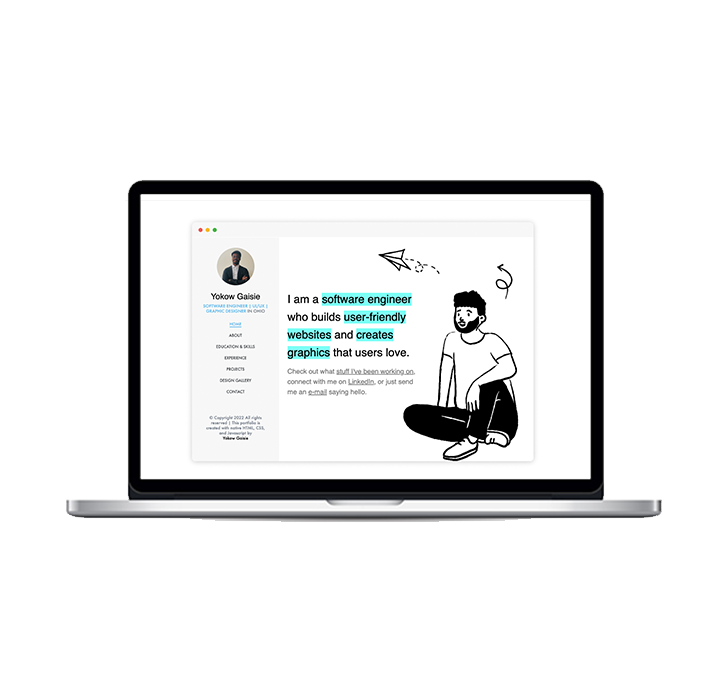 Yokow Gaisie
SOFTWARE ENGINEER | UI/UX |
GRAPHIC DESIGNER IN OHIO
HOME
ABOUT
EDUCATION & SKILLS
EXPERIENCE
PROJECTS
DESIGN GALLERY
CONTACT
© Copyright 2022 All rights
reserved | This portfolio is
created with native HTML, CSS,
and Javascript by
Yokow Gaisie
I am a software engineer
who builds user-friendly
websites and creates
graphics that users love.
Check out what stuff I've been working on,
connect with me on LinkedIn, or just send
me an e-mail saying hello.